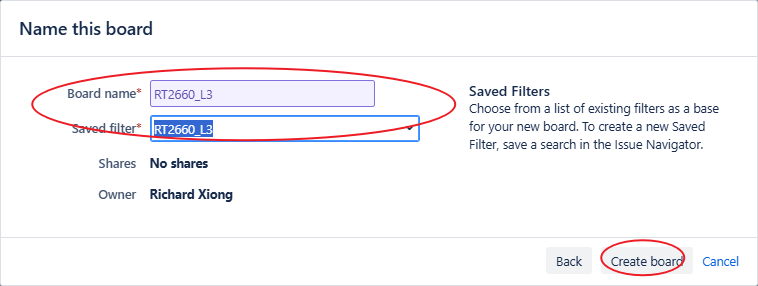 Name this board
Board name* RT2660_L3
Saved filter* RT2660_L3
Shares No shares
Owner Richard Xiong
Saved Filters
Choose from a list of existing filters as a base
for your new board. To create a new Saved
Filter, save a search in the Issue Navigator.
Back Create board Cancel